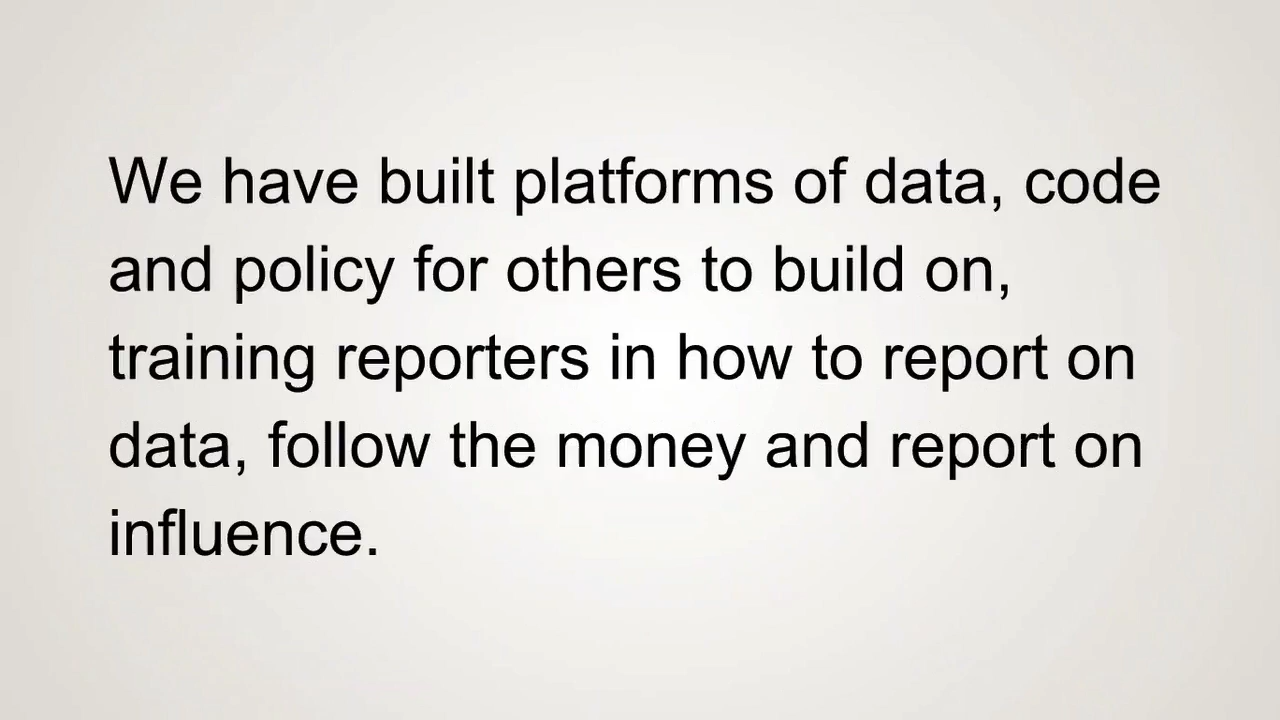 We have built platforms of data, code
and policy for others to build on,
training reporters in how to report on
data, follow the money and report on
influence.